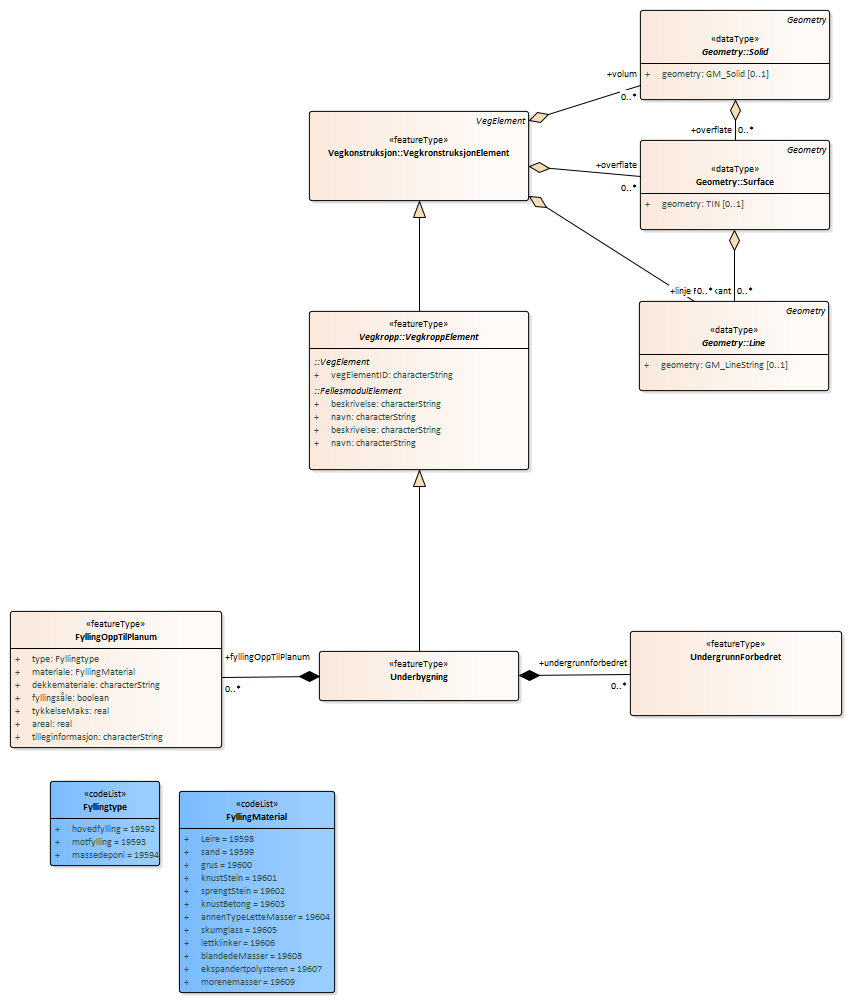 Geometry
«dataType»
Geometry::Solid
+ geometry: GM_Solid [0..1]
+volum
0..*
VegElement
«featureType»
Vegkonstruksjon::VegkronstruksjonElement
+overflate 0..*
Geometry
«dataType»
Geometry::Surface
+ geometry: TIN [0..1]
+overflate
0..*
+linje
0..*
kant
0..*
Geometry
«dataType»
Geometry::Line
+ geometry: GM_LineString [0..1]
«featureType»
Vegkropp::VegkroppElement
::VegElement
+ vegElementID: characterString
::FellesmodulElement
+ beskrivelse: characterString
+ navn: characterString
+ beskrivelse: characterString
+ navn: characterString
«featureType»
FyllingOppTilPlanum
+ type: Fyllingtype
+ materiale: FyllingMaterial
+ dekkemateriale: characterString
+ fyllingsåle: boolean
+ tykkelseMaks: real
+ areal: real
+ tilleginformasjon: characterString
+fyllingOppTilPlanum
0..*
«featureType»
Underbygning
+undergrunnforbedret
0..*
«featureType»
UndergrunnForbedret
«codeList»
Fyllingtype
+ hovedfylling = 19592
+ motfylling = 19593
+ massedeponi = 19594
«codeList»
FyllingMaterial
+ Leire = 19598
+ sand = 19599
+ grus = 19600
+ knustStein = 19601
+ sprengtStein = 19602
+ knustBetong = 19603
+ annenTypeLetteMasser = 19604
+ skumglass = 19605
+ lettklinker = 19606
+ blandedeMasser = 19608
+ ekspandertpolysteren = 19607
+ morenemasser = 19609